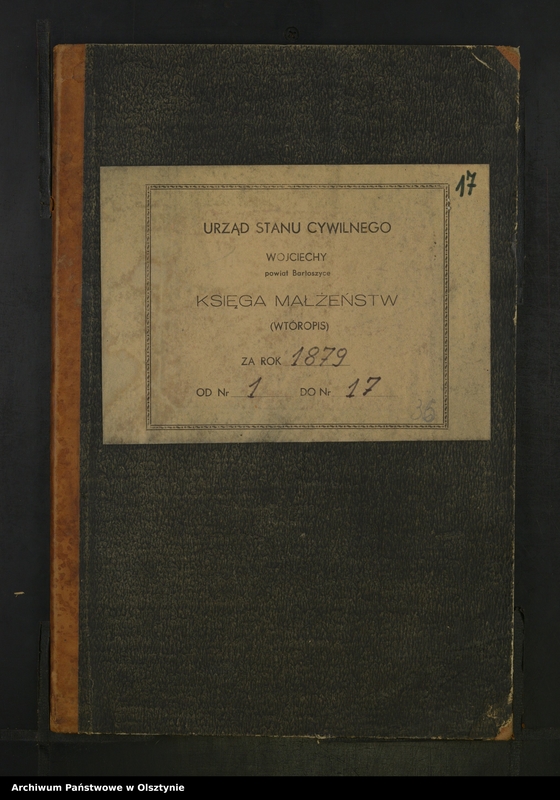 17
URZĄD STANU CYWILNEGO
WOJCIECHY
powiat Bartoszyce
KSIĘGA MAŁŻEŃSTW
(WTÓROPIS)
ZA ROK 1879
OD Nr 1 DO Nr 17
36
Archiwum Państwowe w Olsztynie